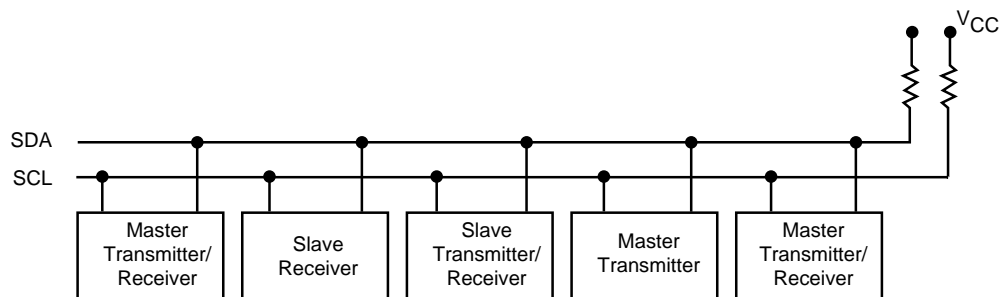 VCC
SDA
SCL
Master
Transmitter/
Receiver
Slave
Receiver
Slave
Transmitter/
Receiver
Master
Transmitter
Master
Transmitter/
Receiver